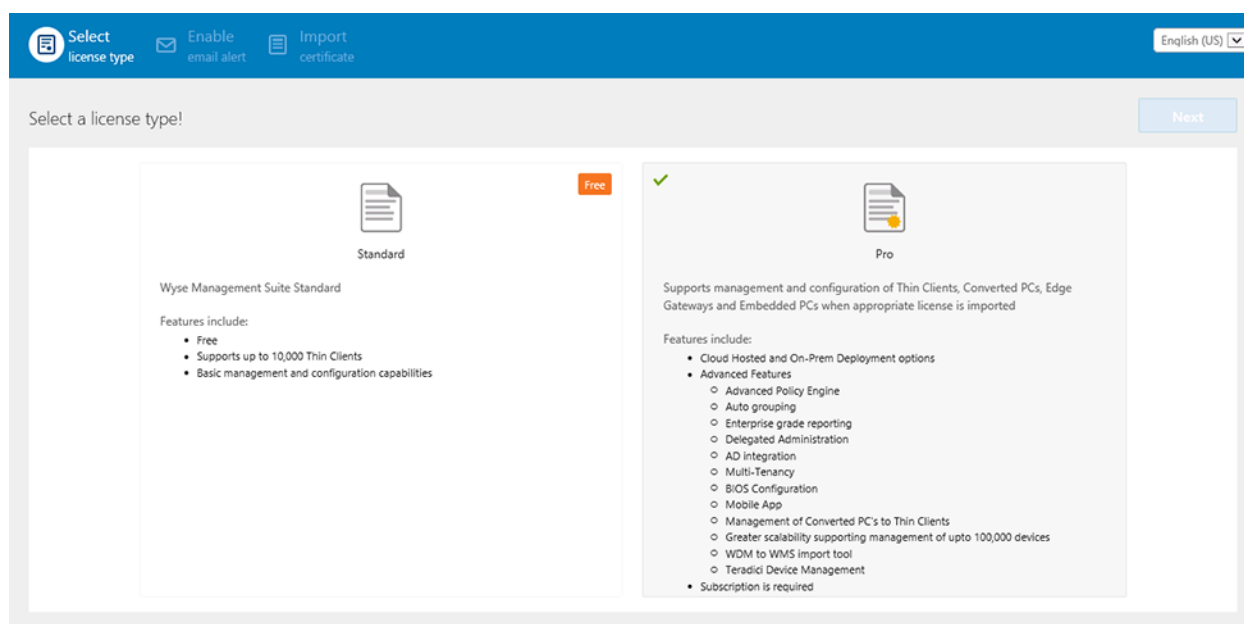 Select
license type
Enable
email alert
Import
certificate
English (US)
Select a license type!
Next
Free
Standard
Wyse Management Suite Standard
Features include:
• Free
• Supports up to 10,000 Thin Clients
• Basic management and configuration capabilities
Pro
Supports management and configuration of Thin Clients, Converted PCs, Edge
Gateways and Embedded PCs when appropriate license is imported
Features include:
• Cloud Hosted and On-Prem Deployment options
• Advanced Features
○ Advanced Policy Engine
○ Auto grouping
○ Enterprise grade reporting
○ Delegated Administration
○ AD integration
○ Multi-Tenancy
○ BIOS Configuration
○ Mobile App
○ Management of Converted PC's to Thin Clients
○ Greater scalability supporting management of upto 100,000 devices
○ WDM to WMS import tool
○ Teradici Device Management
• Subscription is required